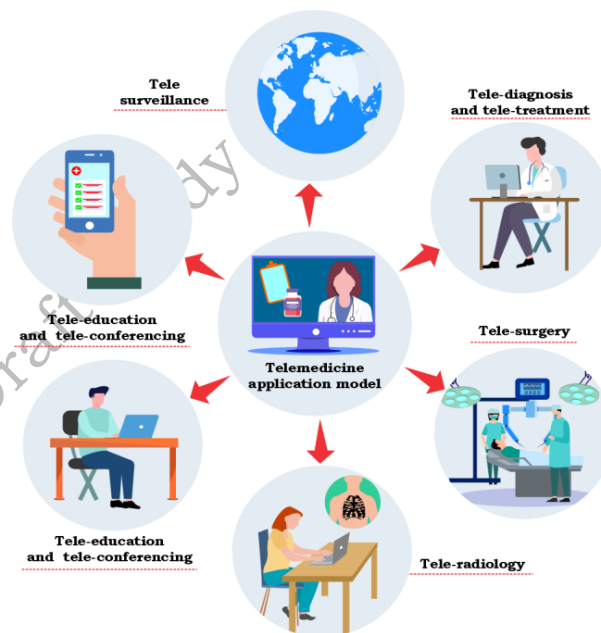 Tele
surveillance
Tele-diagnosis
and tele-treatment
Tele-education
and tele-conferencing
Telemedicine
application model
Tele-surgery
Tele-education
and tele-conferencing
Tele-radiology